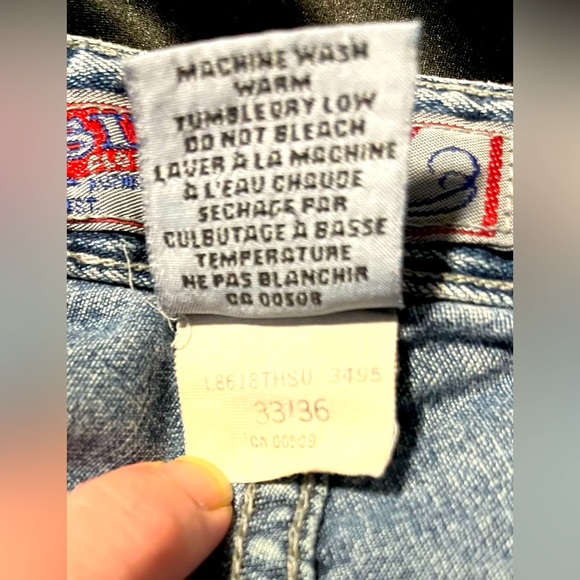 MACHINE WASH
WARM
TUMBLEDRY LOW
DO NOT BLEACH
LAVER À LA MACHINE
À L'EAU CHAUDE
SECHAGE PAR
CULBUTAGE À BASSE
TEMPERATURE
NE PAS BLANCHIR
CA 00508
3495
33/36
CA 00509